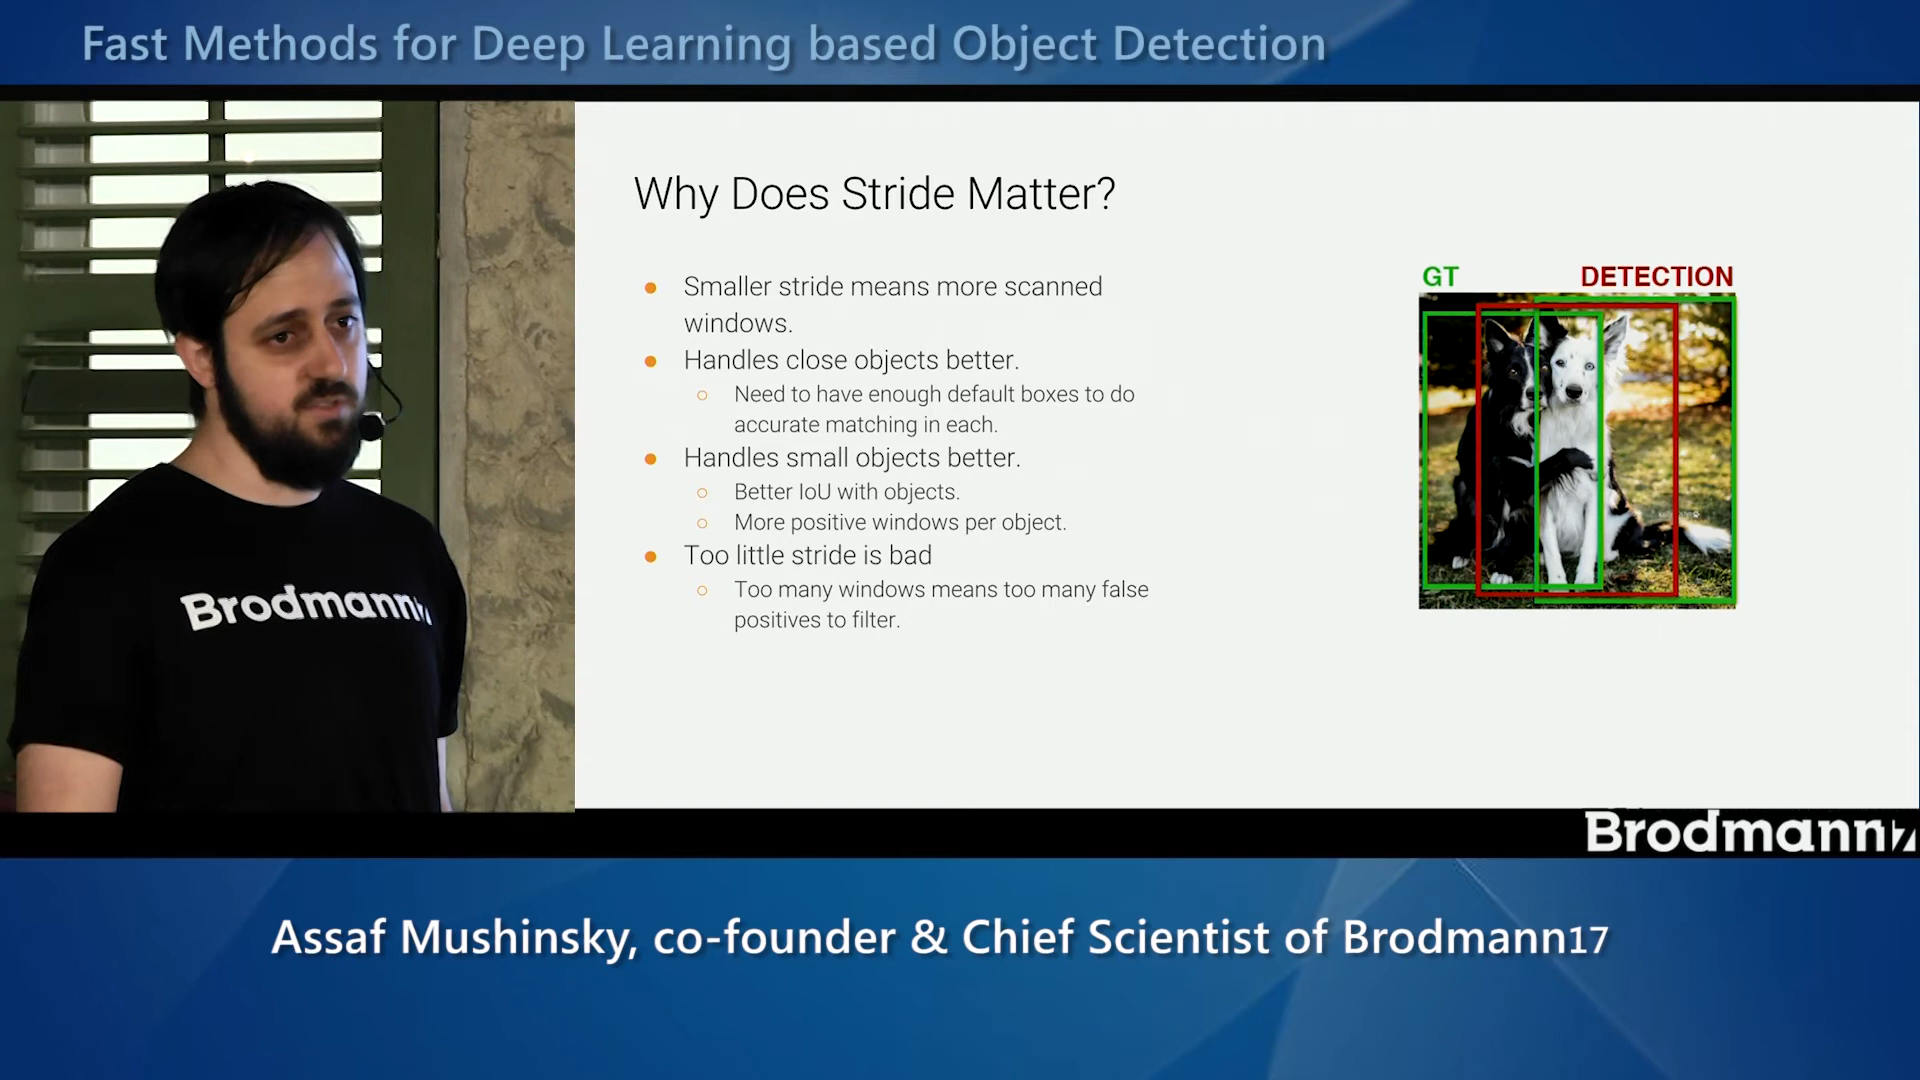 Fast Methods for Deep Learning based Object Detection
Why Does Stride Matter?
Smaller stride means more scanned
windows.
Handles close objects better.
Need to have enough default boxes to do
accurate matching in each.
Handles small objects better.
Better IoU with objects.
More positive windows per object.
Too little stride is bad
Too many windows means too many false
positives to filter.
GT
DETECTION
Brodmann17
Brodmann17
Assaf Mushinsky, co-founder & Chief Scientist of Brodmann17